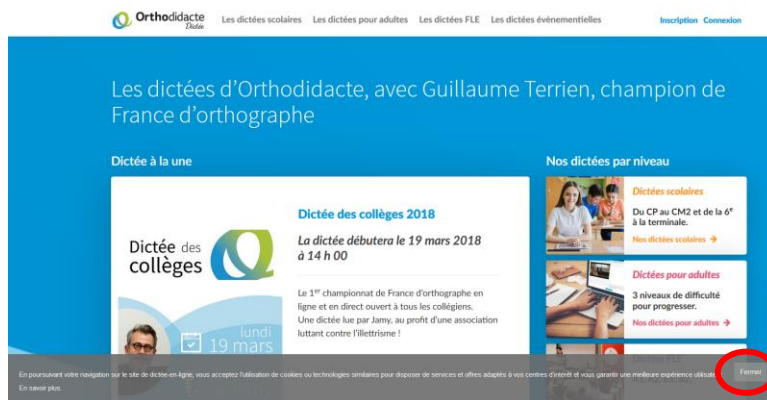 Orthodidacte
Dictée
Les dictées scolaires Les dictées pour adultes Les dictées FLE Les dictées évènementielles
Inscription Connexion
Les dictées d'Orthodidacte, avec Guillaume Terrien, champion de
France d'orthographe
Dictée à la une
Dictée des
collèges
lundi
19 mars
Dictée des collèges 2018
La dictée débutera le 19 mars 2018
à 14 h 00
Le 1er championnat de France d'orthographe en
ligne et en direct ouvert à tous les collégiens.
Une dictée lue par Jamy, au profit d'une association
luttant contre l'illettrisme !
Nos dictées par niveau
Dictées scolaires
Du CP au CM2 et de la 6e
à la terminale.
Nos dictées scolaires →
Dictées pour adultes
3 niveaux de difficulté
pour progresser.
Nos dictées pour adultes →
Dictées FLE
En poursuivant votre navigation sur le site de dictée-en-ligne, vous acceptez l'utilisation de cookies ou technologies similaires pour disposer de services et offres adaptés à vos centres d'intérêt et vous garantir une meilleure expérience utilisate
En savoir plus.
Fermer